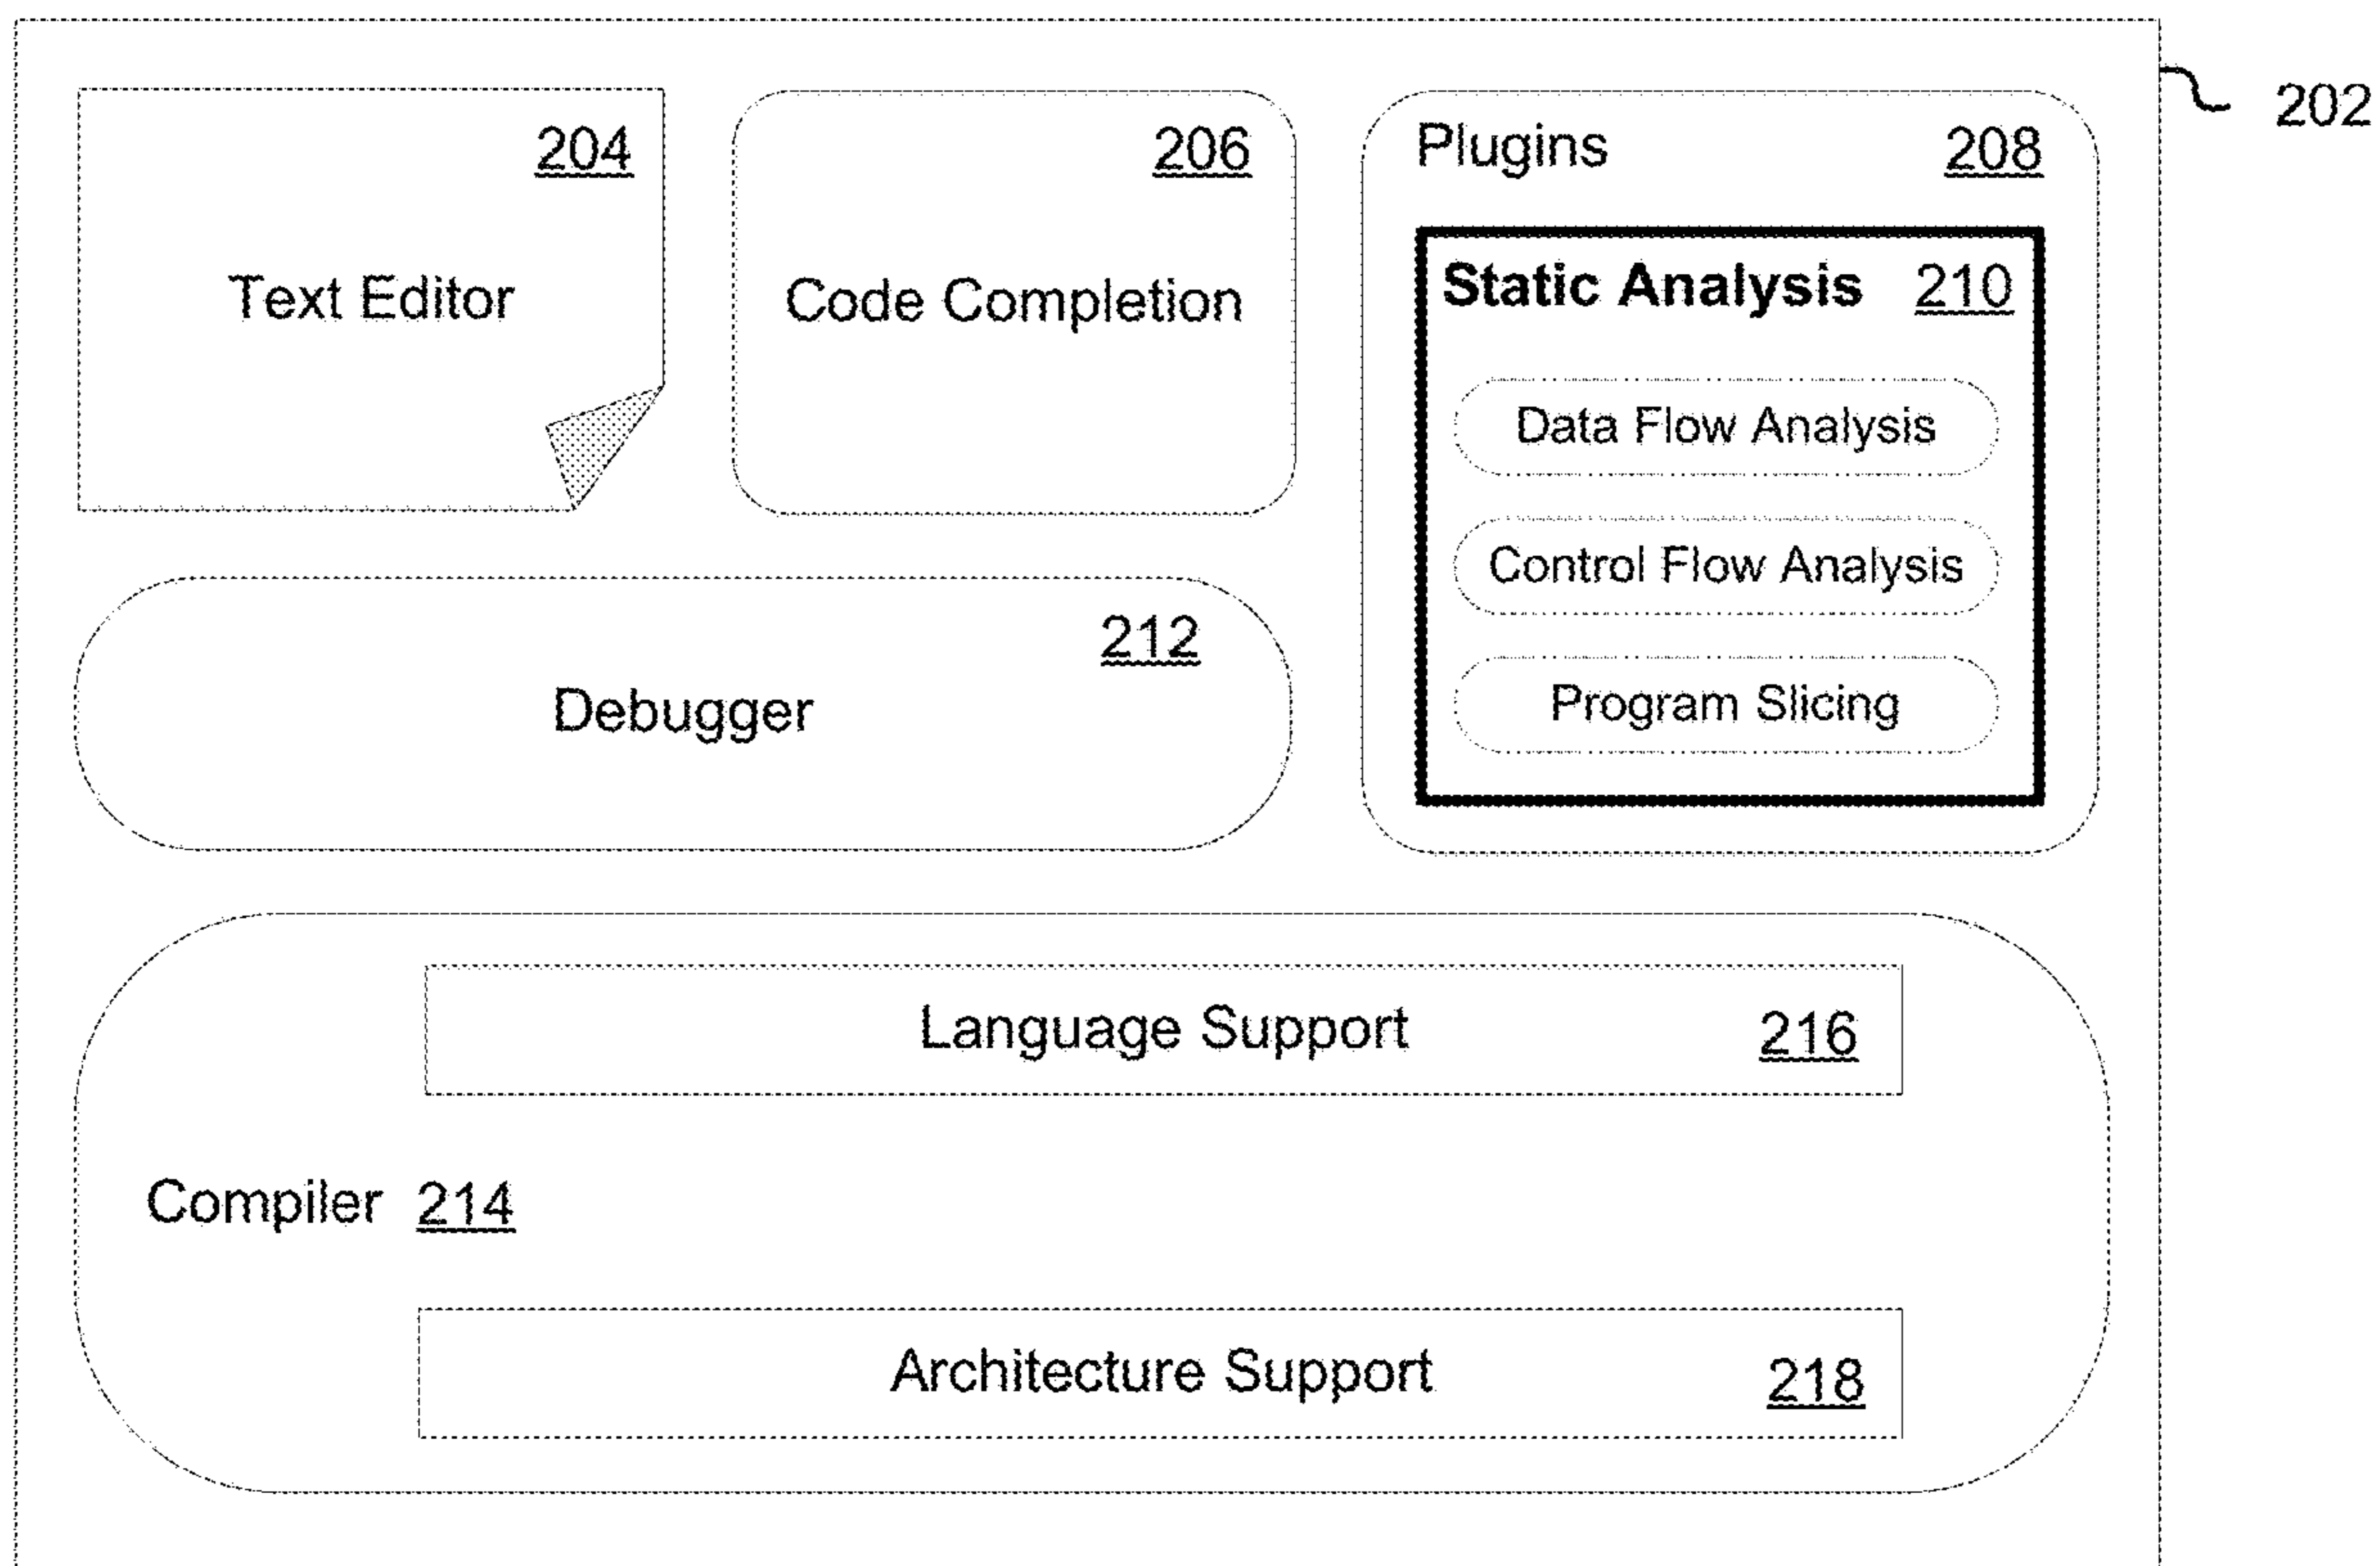 202
204
Text Editor
206
Code Completion
Plugins 208
Static Analysis 210
Data Flow Analysis
Control Flow Analysis
Program Slicing
212
Debugger
Language Support 216
Compiler 214
Architecture Support 218